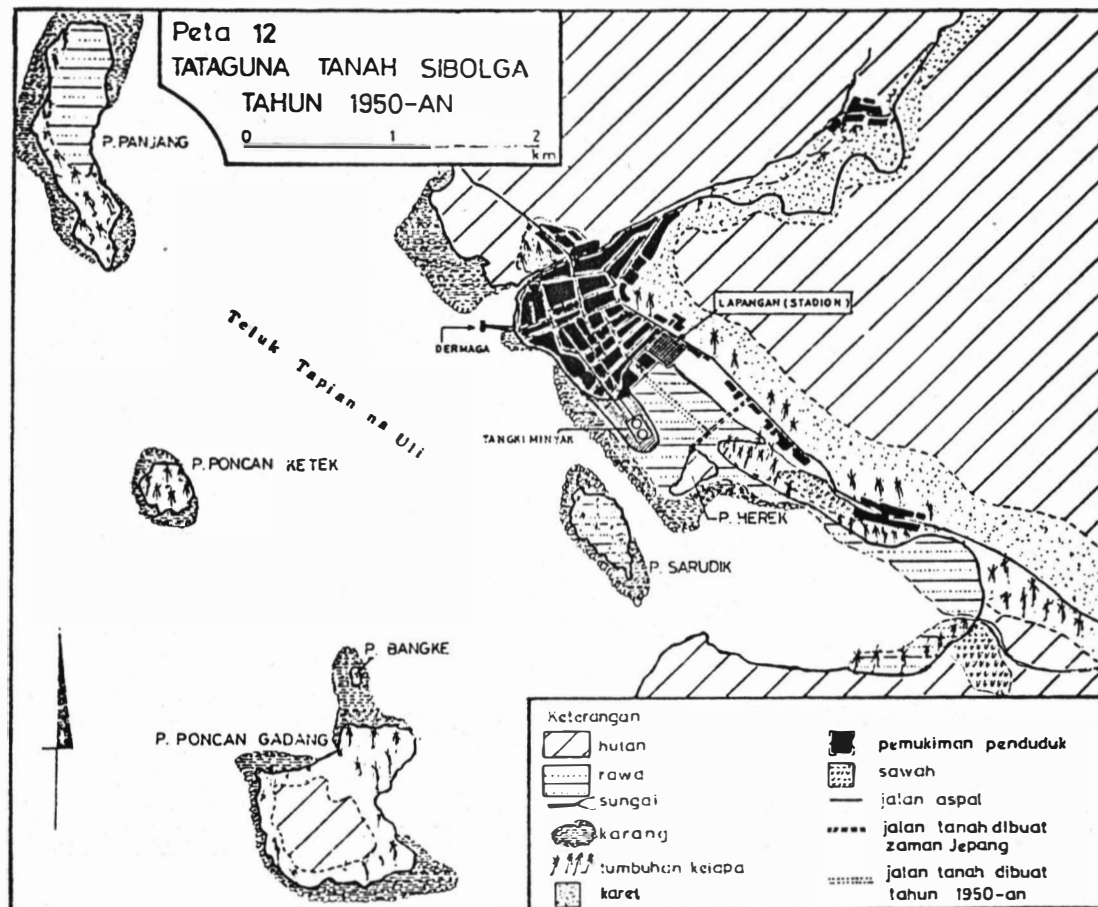 Peta 12
TATAGUNA TANAH SIBOLGA
TAHUN 1950-AN
0 1 2
km
P. PANJANG
LAPANGAN (STADION)
DERMAGA
Teluk Tapian na Uli
TANGKI MINYAK
P. PONCAN KETEK
P. HEREK
P. SARUDIK
P. BANGKE
P. PONCAN GADANG
Keterangan
hutan
rawa
sungai
karang
tumbuhan kelapa
karet
pemukiman penduduk
sawah
jalan aspal
jalan tanah dibuat
zaman Jepang
jalan tanah dibuat
tahun 1950-an